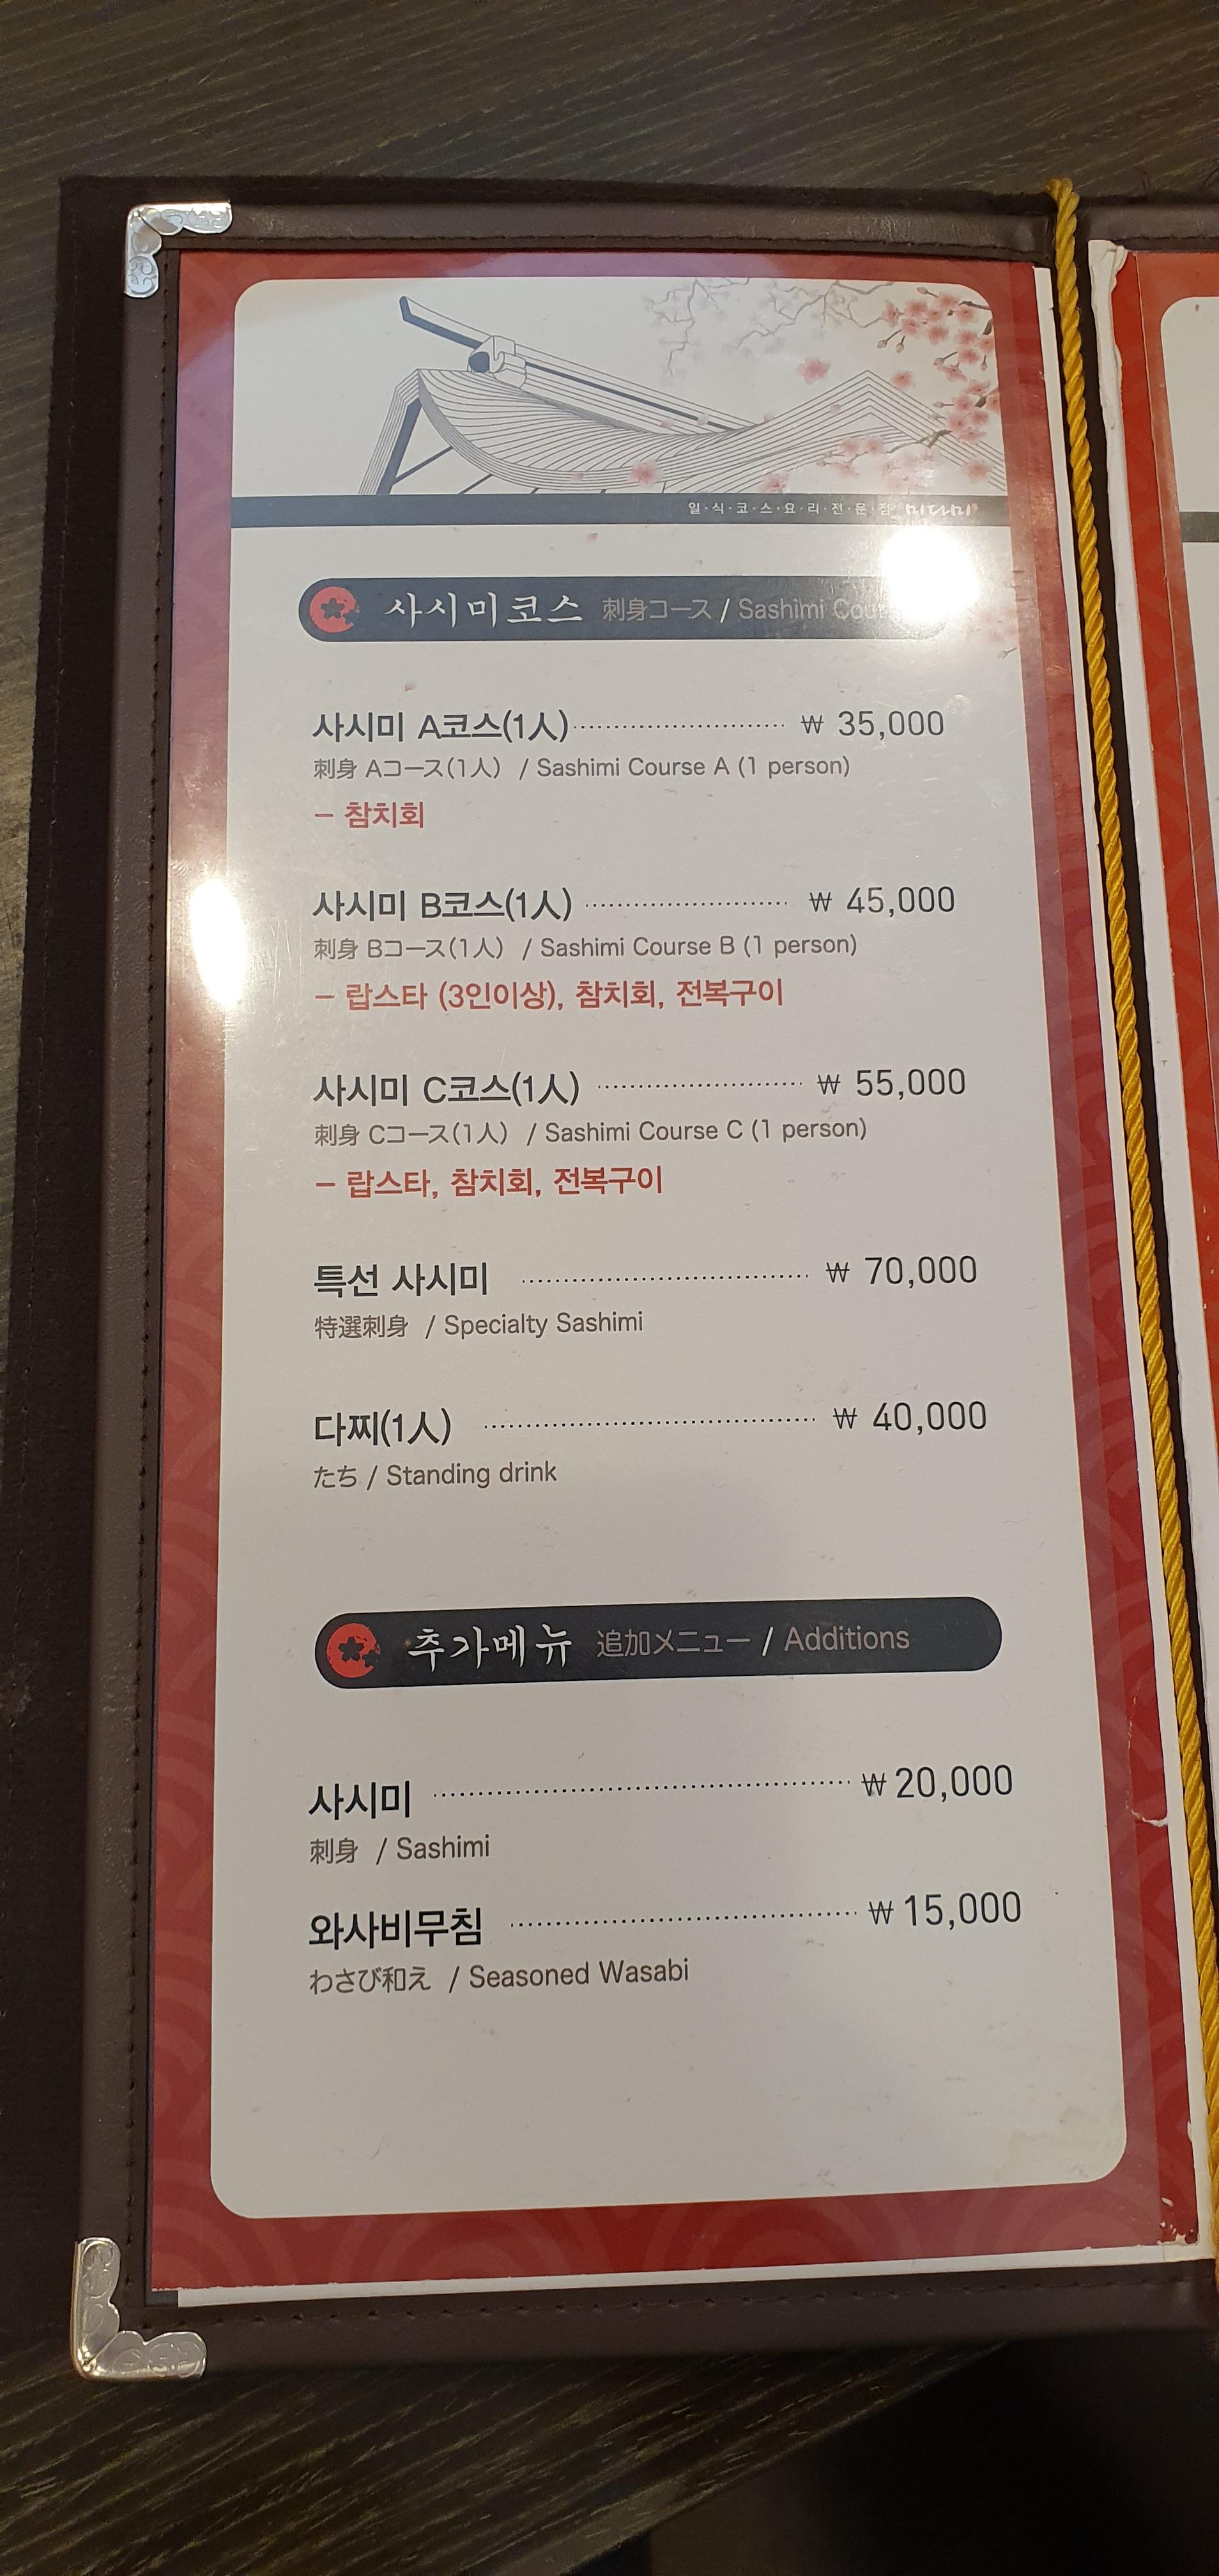 일·식·코·스·요·리·전·문·점 미다미
사시미코스 刺身コース / Sashimi
사시미 A코스(1人) ₩ 35,000
刺身 Aコース(1人) / Sashimi Course A (1 person)
– 참치회
사시미 B코스(1人) ₩ 45,000
刺身 Bコース(1人) / Sashimi Course B (1 person)
– 랍스타 (3인이상), 참치회, 전복구이
사시미 C코스(1人) ₩ 55,000
刺身 Cコース(1人) / Sashimi Course C (1 person)
– 랍스타, 참치회, 전복구이
특선 사시미 ₩ 70,000
特選刺身 / Specialty Sashimi
다찌(1人) ₩ 40,000
たち / Standing drink
추가메뉴 追加メニュー / Additions
사시미 ₩ 20,000
刺身 / Sashimi
와사비무침 ₩ 15,000
わさび和え / Seasoned Wasabi